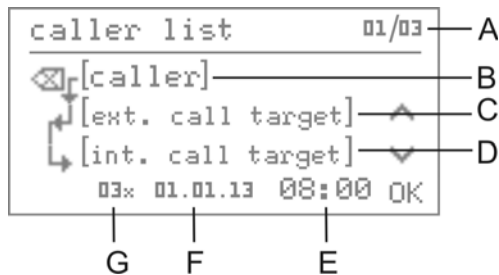 caller list 01/03 A
[caller] B
[ext. call target] C
[int. call target] D
03x 01.01.13 08:00 OK
G F E